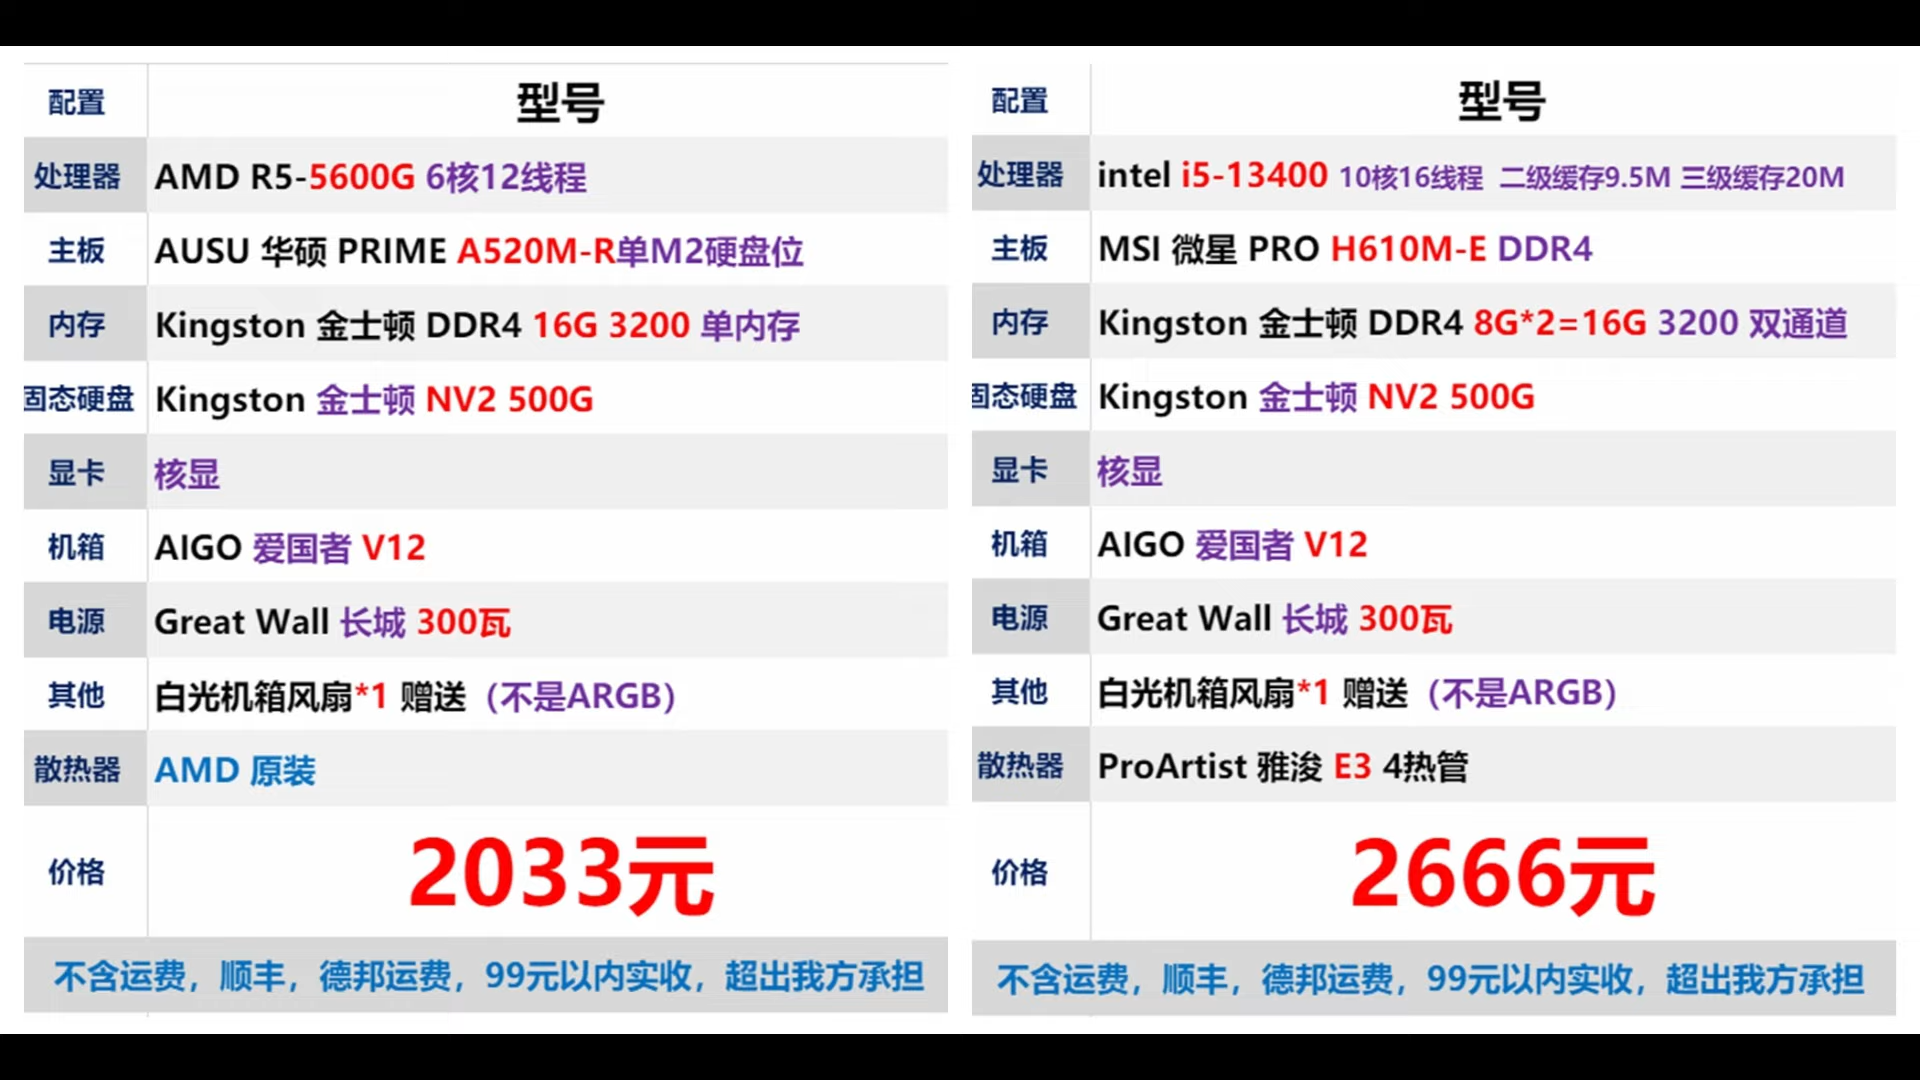 配置 型号
处理器 AMD R5-5600G 6核12线程
主板 AUSU 华硕 PRIME A520M-R单M2硬盘位
内存 Kingston 金士顿 DDR4 16G 3200 单内存
固态硬盘 Kingston 金士顿 NV2 500G
显卡 核显
机箱 AIGO 爱国者 V12
电源 Great Wall 长城 300瓦
其他 白光机箱风扇*1 赠送（不是ARGB）
散热器 AMD 原装
价格 2033元
不含运费，顺丰，德邦运费，99元以内实收，超出我方承担
配置 型号
处理器 intel i5-13400 10核16线程 二级缓存9.5M 三级缓存20M
主板 MSI 微星 PRO H610M-E DDR4
内存 Kingston 金士顿 DDR4 8G*2=16G 3200 双通道
固态硬盘 Kingston 金士顿 NV2 500G
显卡 核显
机箱 AIGO 爱国者 V12
电源 Great Wall 长城 300瓦
其他 白光机箱风扇*1 赠送（不是ARGB）
散热器 ProArtist 雅浚 E3 4热管
价格 2666元
不含运费，顺丰，德邦运费，99元以内实收，超出我方承担